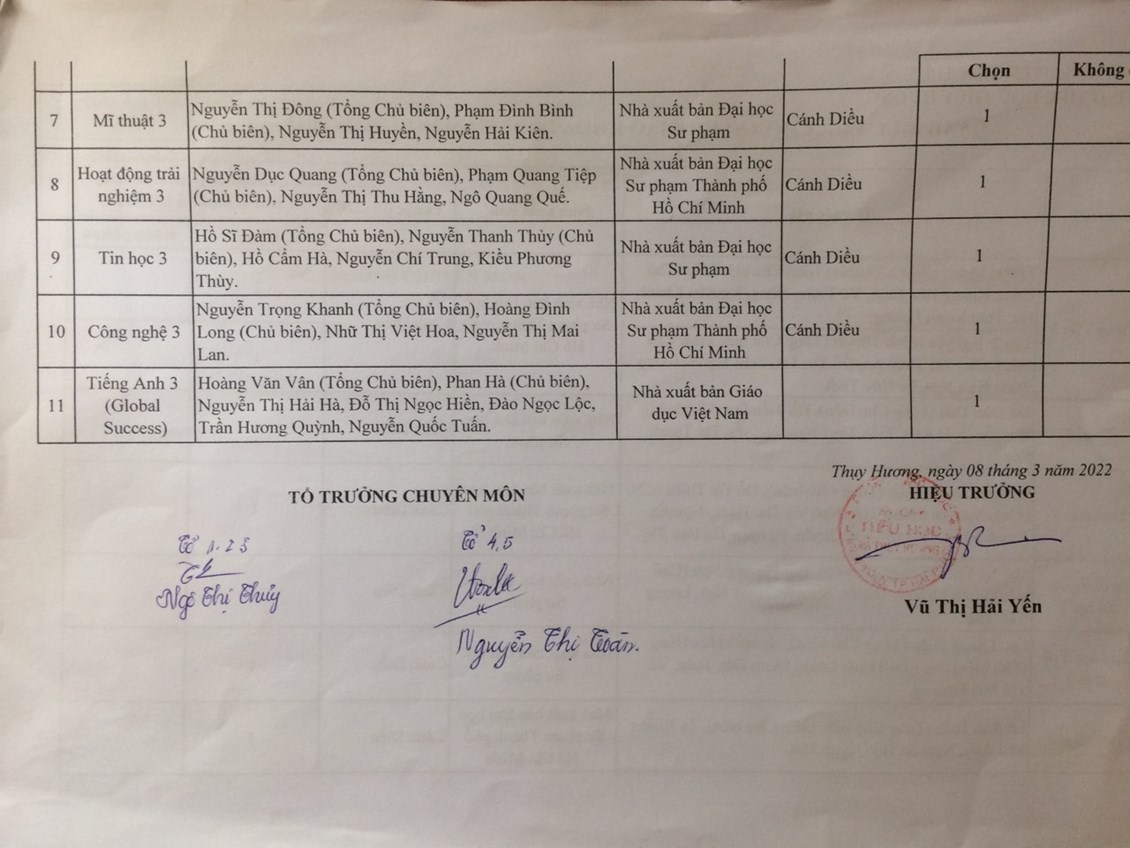 Chọn
Không
7
Mĩ thuật 3
Nguyễn Thị Đông (Tổng Chủ biên), Phạm Đình Bình
(Chủ biên), Nguyễn Thị Huyền, Nguyễn Hải Kiên.
Nhà xuất bản Đại học
Sư phạm
Cánh Diều
1
8
Hoạt động trải
nghiệm 3
Nguyễn Dục Quang (Tổng Chủ biên), Phạm Quang Tiệp
(Chủ biên), Nguyễn Thị Thu Hằng, Ngô Quang Quế.
Nhà xuất bản Đại học
Sư phạm Thành phố
Hồ Chí Minh
Cánh Diều
1
9
Tin học 3
Hồ Sĩ Đàm (Tổng Chủ biên), Nguyễn Thanh Thủy (Chủ
biên), Hồ Cẩm Hà, Nguyễn Chí Trung, Kiều Phương
Thùy.
Nhà xuất bản Đại học
Sư phạm
Cánh Diều
1
10
Công nghệ 3
Nguyễn Trọng Khanh (Tổng Chủ biên), Hoàng Đình
Long (Chủ biên), Nhữ Thị Việt Hoa, Nguyễn Thị Mai
Lan.
Nhà xuất bản Đại học
Sư phạm Thành phố
Hồ Chí Minh
Cánh Diều
1
11
Tiếng Anh 3
(Global
Success)
Hoàng Văn Vân (Tổng Chủ biên), Phan Hà (Chủ biên),
Nguyễn Thị Hải Hà, Đỗ Thị Ngọc Hiền, Đào Ngọc Lộc,
Trần Hương Quỳnh, Nguyễn Quốc Tuấn.
Nhà xuất bản Giáo
dục Việt Nam
1
Thụy Hương, ngày 08 tháng 3 năm 2022
TỔ TRƯỞNG CHUYÊN MÔN
HIỆU TRƯỞNG
Tổ 1.2 3
Tổ 4,5
TIỂU HỌC
Ngô Thị Thủy
Nguyễn Thị Toán.
Vũ Thị Hải Yến